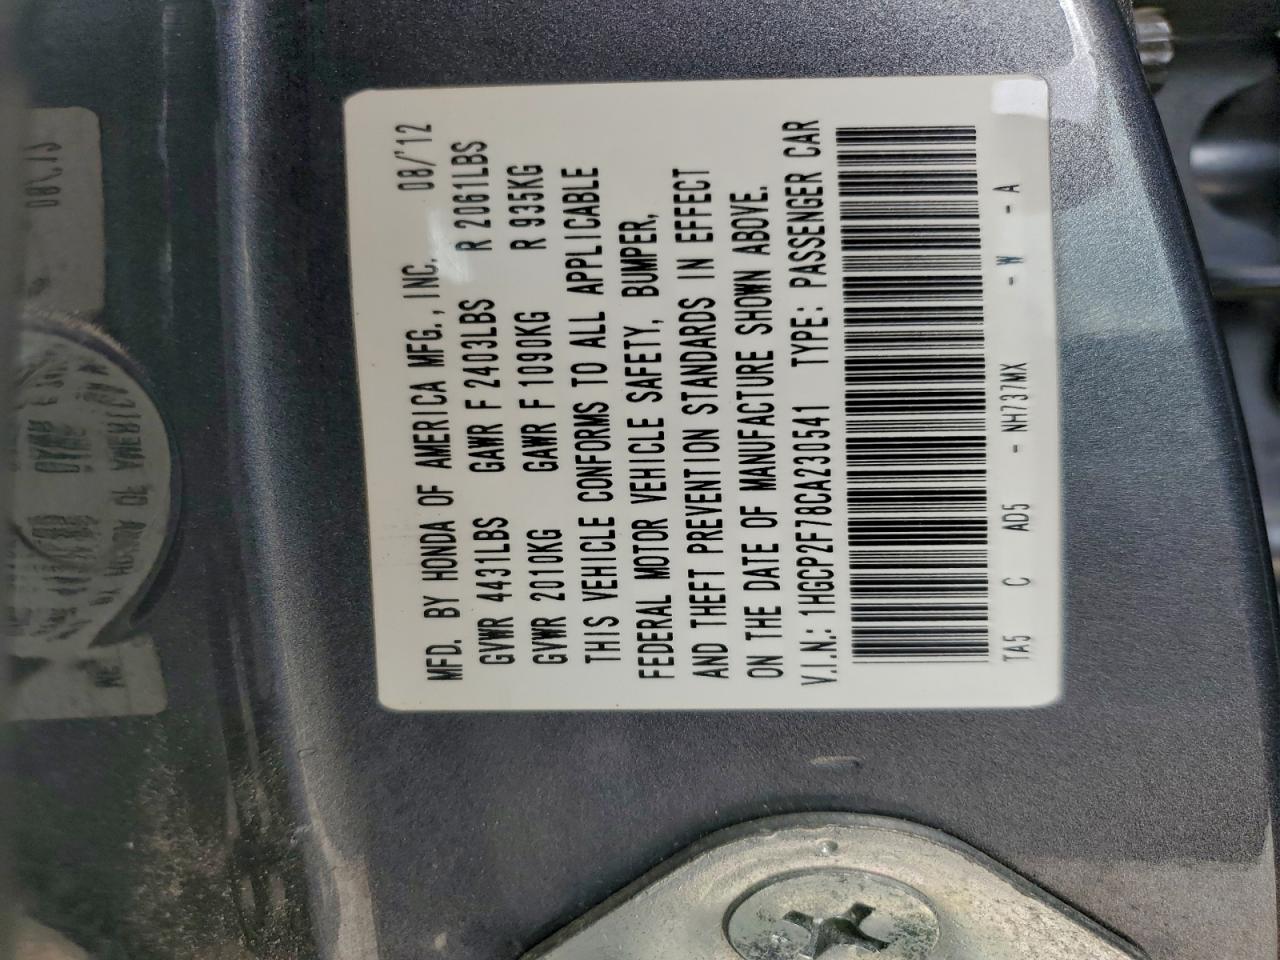 MFD. BY HONDA OF AMERICA MFG., INC. 08/'12
GVWR 4431LBS GAWR F 2403LBS R 2061LBS
GVWR 2010KG GAWR F 1090KG R 935KG
THIS VEHICLE CONFORMS TO ALL APPLICABLE
FEDERAL MOTOR VEHICLE SAFETY, BUMPER,
AND THEFT PREVENTION STANDARDS IN EFFECT
ON THE DATE OF MANUFACTURE SHOWN ABOVE.
V.I.N.: 1HGCP2F78CA230541 TYPE: PASSENGER CAR
TA5 C AD5 - NH737MX - W - A